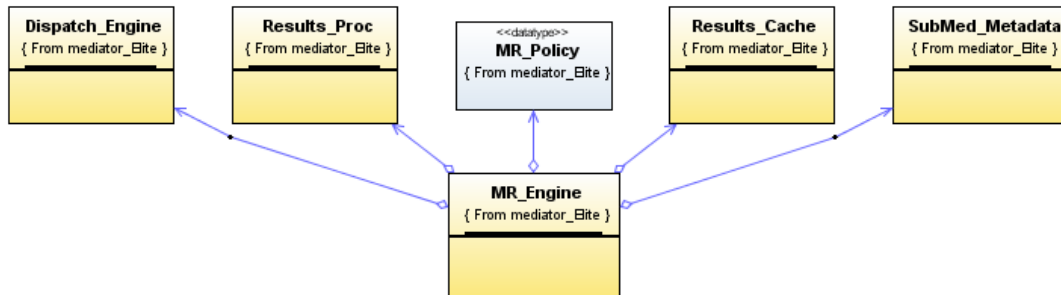 Dispatch_Engine
{ From mediator_Elite }
Results_Proc
{ From mediator_Elite }
<<datatype>>
MR_Policy
{ From mediator_Elite }
Results_Cache
{ From mediator_Elite }
SubMed_Metadata
{ From mediator_Elite }
MR_Engine
{ From mediator_Elite }